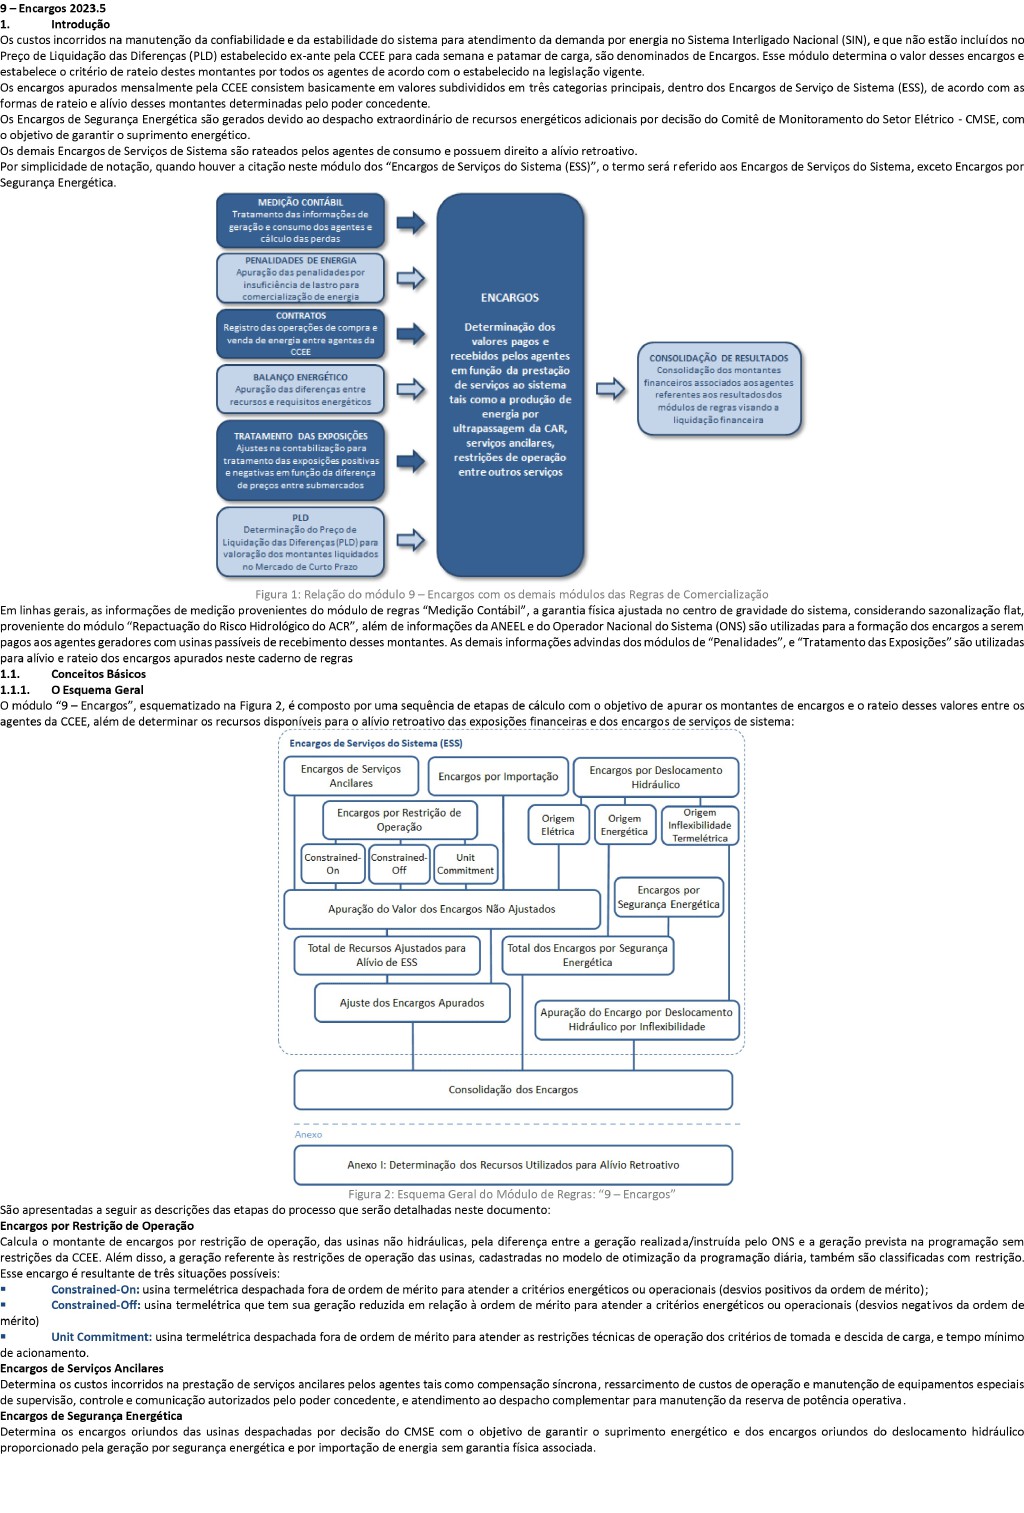 9 – Encargos 2023.5
1. Introdução
Os custos incorridos na manutenção da confiabilidade e da estabilidade do sistema para atendimento da demanda por energia no Sistema Interligado Nacional (SIN), e que não estão incluídos no
Preço de Liquidação das Diferenças (PLD) estabelecido ex-ante pela CCEE para cada semana e patamar de carga, são denominados de Encargos. Esse módulo determina o valor desses encargos e
estabelece o critério de rateio destes montantes por todos os agentes de acordo com o estabelecido na legislação vigente.
Os encargos apurados mensalmente pela CCEE consistem basicamente em valores subdivididos em três categorias principais, dentro dos Encargos de Serviço de Sistema (ESS), de acordo com as
formas de rateio e alívio desses montantes determinadas pelo poder concedente.
Os Encargos de Segurança Energética são gerados devido ao despacho extraordinário de recursos energéticos adicionais por decisão do Comitê de Monitoramento do Setor Elétrico - CMSE, com
o objetivo de garantir o suprimento energético.
Os demais Encargos de Serviços de Sistema são rateados pelos agentes de consumo e possuem direito a alívio retroativo.
Por simplicidade de notação, quando houver a citação neste módulo dos “Encargos de Serviços do Sistema (ESS)”, o termo será referido aos Encargos de Serviços do Sistema, exceto Encargos por
Segurança Energética.
MEDIÇÃO CONTÁBIL
Tratamento das informações de
geração e consumo dos agentes e
cálculo das perdas
PENALIDADES DE ENERGIA
Apuração das penalidades por
insuficiência de lastro para
comercialização de energia
CONTRATOS
Registro das operações de compra e
venda de energia entre agentes da
CCEE
BALANÇO ENERGÉTICO
Apuração das diferenças entre
recursos e requisitos energéticos
TRATAMENTO DAS EXPOSIÇÕES
Ajustes na contabilização para
tratamento das exposições positivas
e negativas em função da diferença
de preços entre submercados
PLD
Determinação do Preço de
Liquidação das Diferenças (PLD) para
valoração dos montantes liquidados
no Mercado de Curto Prazo
ENCARGOS
Determinação dos
valores pagos e
recebidos pelos agentes
em função da prestação
de serviços ao sistema
tais como a produção de
energia por
ultrapassagem da CAR,
serviços ancilares,
restrições de operação
entre outros serviços
CONSOLIDAÇÃO DE RESULTADOS
Consolidação dos montantes
financeiros associados aos agentes
referentes aos resultados dos
módulos de regras visando a
liquidação financeira
Figura 1: Relação do módulo 9 – Encargos com os demais módulos das Regras de Comercialização
Em linhas gerais, as informações de medição provenientes do módulo de regras “Medição Contábil”, a garantia física ajustada no centro de gravidade do sistema, considerando sazonalização flat,
proveniente do módulo “Repactuação do Risco Hidrológico do ACR”, além de informações da ANEEL e do Operador Nacional do Sistema (ONS) são utilizadas para a formação dos encargos a serem
pagos aos agentes geradores com usinas passíveis de recebimento desses montantes. As demais informações advindas dos módulos de “Penalidades”, e “Tratamento das Exposições” são utilizadas
para alívio e rateio dos encargos apurados neste caderno de regras
1.1. Conceitos Básicos
1.1.1. O Esquema Geral
O módulo “9 – Encargos”, esquematizado na Figura 2, é composto por uma sequência de etapas de cálculo com o objetivo de apurar os montantes de encargos e o rateio desses valores entre os
agentes da CCEE, além de determinar os recursos disponíveis para o alívio retroativo das exposições financeiras e dos encargos de serviços de sistema:
Encargos de Serviços do Sistema (ESS)
Encargos de Serviços
Ancilares
Encargos por Importação
Encargos por Deslocamento
Hidráulico
Encargos por Restrição de
Operação
Origem
Elétrica
Origem
Energética
Origem
Inflexibilidade
Termelétrica
Constrained-
On
Constrained-
Off
Unit
Commitment
Encargos por
Segurança Energética
Apuração do Valor dos Encargos Não Ajustados
Total de Recursos Ajustados para
Alívio de ESS
Total dos Encargos por Segurança
Energética
Ajuste dos Encargos Apurados
Apuração do Encargo por Deslocamento
Hidráulico por Inflexibilidade
Consolidação dos Encargos
Anexo
Anexo I: Determinação dos Recursos Utilizados para Alívio Retroativo
Figura 2: Esquema Geral do Módulo de Regras: “9 – Encargos”
São apresentadas a seguir as descrições das etapas do processo que serão detalhadas neste documento:
Encargos por Restrição de Operação
Calcula o montante de encargos por restrição de operação, das usinas não hidráulicas, pela diferença entre a geração realizada/instruída pelo ONS e a geração prevista na programação sem
restrições da CCEE. Além disso, a geração referente às restrições de operação das usinas, cadastradas no modelo de otimização da programação diária, também são classificadas com restrição.
Esse encargo é resultante de três situações possíveis:
▪ Constrained-On: usina termelétrica despachada fora de ordem de mérito para atender a critérios energéticos ou operacionais (desvios positivos da ordem de mérito);
▪ Constrained-Off: usina termelétrica que tem sua geração reduzida em relação à ordem de mérito para atender a critérios energéticos ou operacionais (desvios negativos da ordem de
mérito)
▪ Unit Commitment: usina termelétrica despachada fora de ordem de mérito para atender as restrições técnicas de operação dos critérios de tomada e descida de carga, e tempo mínimo
de acionamento.
Encargos de Serviços Ancilares
Determina os custos incorridos na prestação de serviços ancilares pelos agentes tais como compensação síncrona, ressarcimento de custos de operação e manutenção de equipamentos especiais
de supervisão, controle e comunicação autorizados pelo poder concedente, e atendimento ao despacho complementar para manutenção da reserva de potência operativa.
Encargos de Segurança Energética
Determina os encargos oriundos das usinas despachadas por decisão do CMSE com o objetivo de garantir o suprimento energético e dos encargos oriundos do deslocamento hidráulico
proporcionado pela geração por segurança energética e por importação de energia sem garantia física associada.